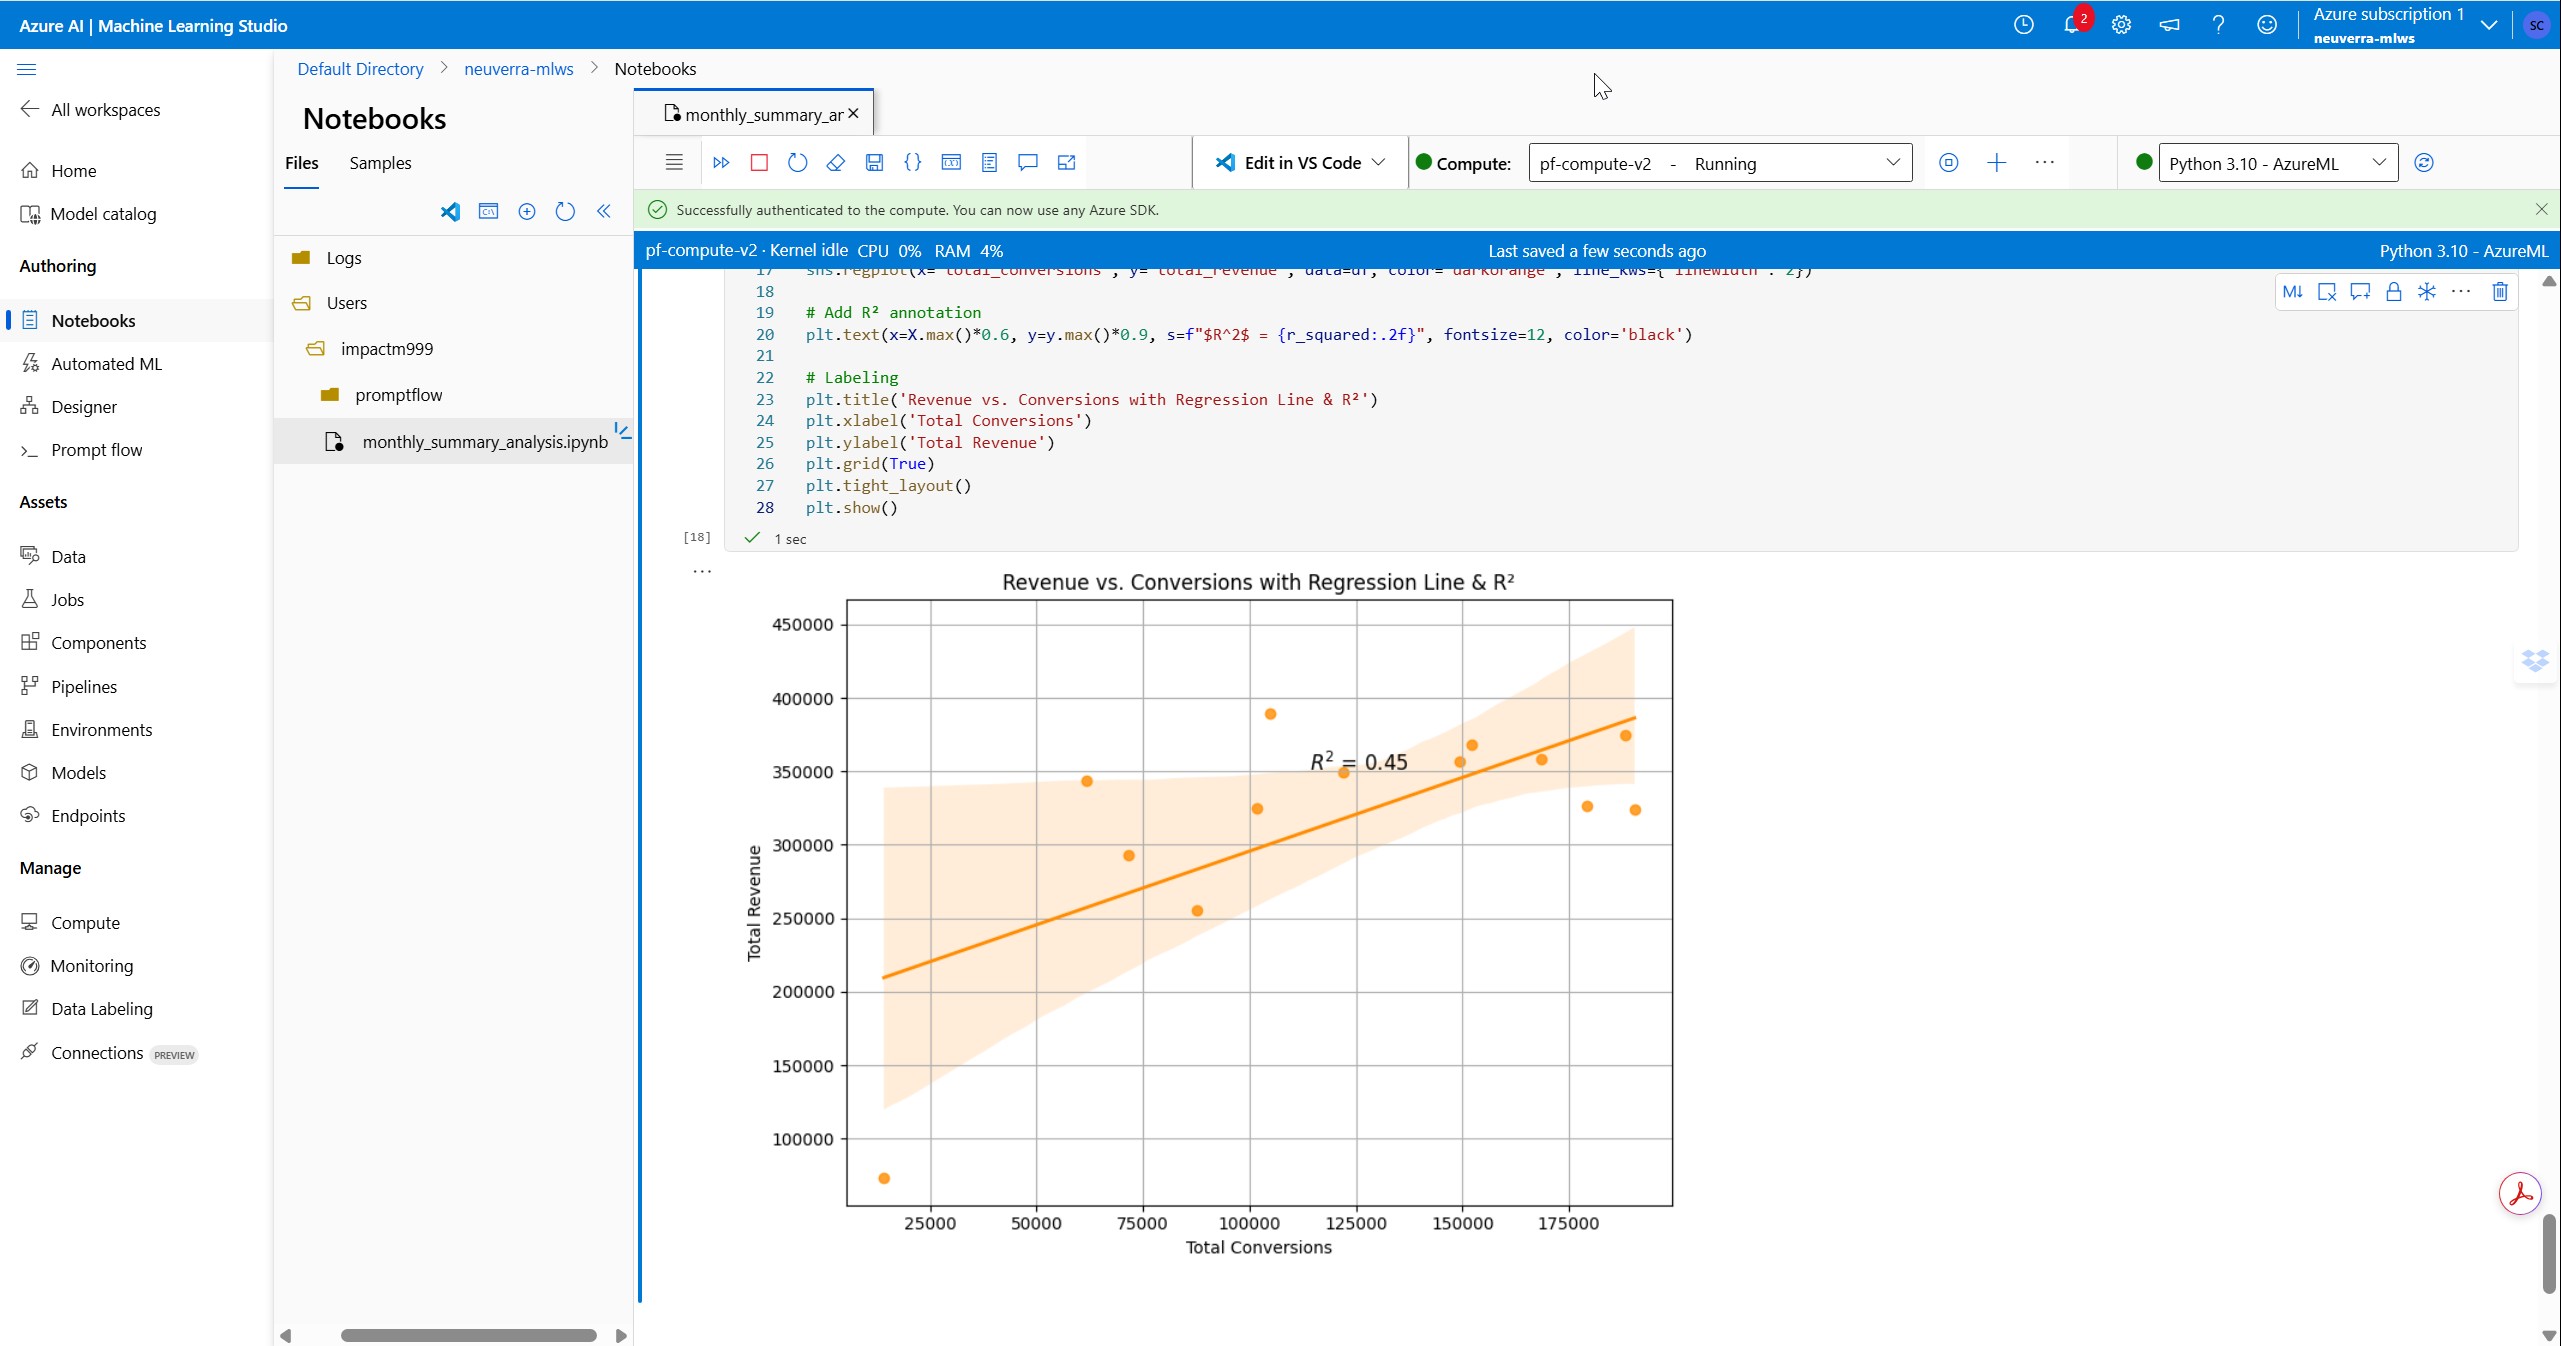 Azure AI | Machine Learning Studio
2
Azure subscription 1
neuverra-mlws
SC
All workspaces
Home
Model catalog
Authoring
Notebooks
Automated ML
Designer
Prompt flow
Assets
Data
Jobs
Components
Pipelines
Environments
Models
Endpoints
Manage
Compute
Monitoring
Data Labeling
Connections PREVIEW
Default Directory > neuverra-mlws > Notebooks
Notebooks
Files Samples
Logs
Users
impactm999
promptflow
monthly_summary_analysis.ipynb
monthly_summary_ar
Edit in VS Code
Compute: pf-compute-v2 - Running
Python 3.10 - AzureML
Successfully authenticated to the compute. You can now use any Azure SDK.
pf-compute-v2 · Kernel idle CPU 0% RAM 4%
Last saved a few seconds ago
Python 3.10 - AzureML
17 sns.regplot(x='total_conversions', y='total_revenue', data=df, color='darkorange', line_kws={'linewidth': 2})
M↓
18
19 # Add R² annotation
20 plt.text(x=X.max()*0.6, y=y.max()*0.9, s=f"$R^2$ = {r_squared:.2f}", fontsize=12, color='black')
21
22 # Labeling
23 plt.title('Revenue vs. Conversions with Regression Line & R²')
24 plt.xlabel('Total Conversions')
25 plt.ylabel('Total Revenue')
26 plt.grid(True)
27 plt.tight_layout()
28 plt.show()
[18] 1 sec
Revenue vs. Conversions with Regression Line & R²
450000
400000
350000
300000
250000
200000
150000
100000
Total Revenue
R² = 0.45
25000 50000 75000 100000 125000 150000 175000
Total Conversions